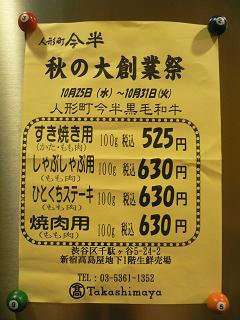 人形町今半
秋の大創業祭
10月25日（水）～10月31日（火）
人形町今半黒毛和牛
すき焼き用 100g 税込 525円
（かた・もも肉）
しゃぶしゃぶ用 100g 税込 630円
（もも肉）
ひとくちステーキ 100g 税込 630円
（もも肉）
焼肉用 100g 税込 630円
（もも肉）
渋谷区千駄ヶ谷5-24-2
新宿高島屋地下1階生鮮売場
TEL：03-5361-1352
髙 Takashimaya